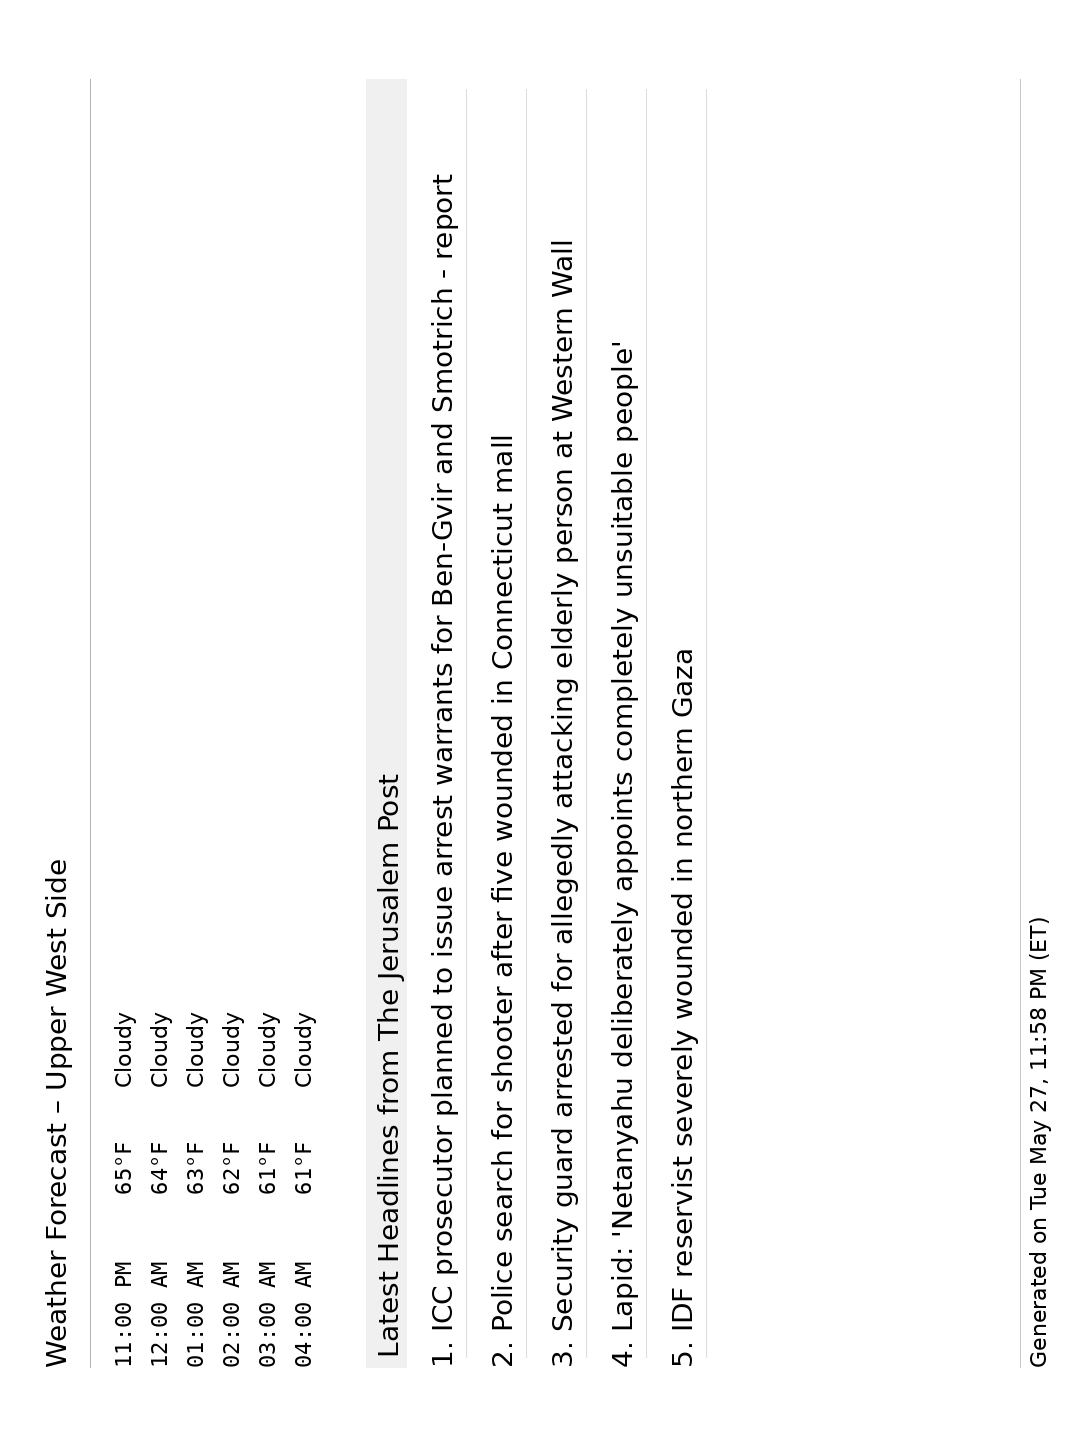 Weather Forecast – Upper West Side
11:00 PM 65°F Cloudy
12:00 AM 64°F Cloudy
01:00 AM 63°F Cloudy
02:00 AM 62°F Cloudy
03:00 AM 61°F Cloudy
04:00 AM 61°F Cloudy
Latest Headlines from The Jerusalem Post
1. ICC prosecutor planned to issue arrest warrants for Ben-Gvir and Smotrich - report
2. Police search for shooter after five wounded in Connecticut mall
3. Security guard arrested for allegedly attacking elderly person at Western Wall
4. Lapid: 'Netanyahu deliberately appoints completely unsuitable people'
5. IDF reservist severely wounded in northern Gaza
Generated on Tue May 27, 11:58 PM (ET)